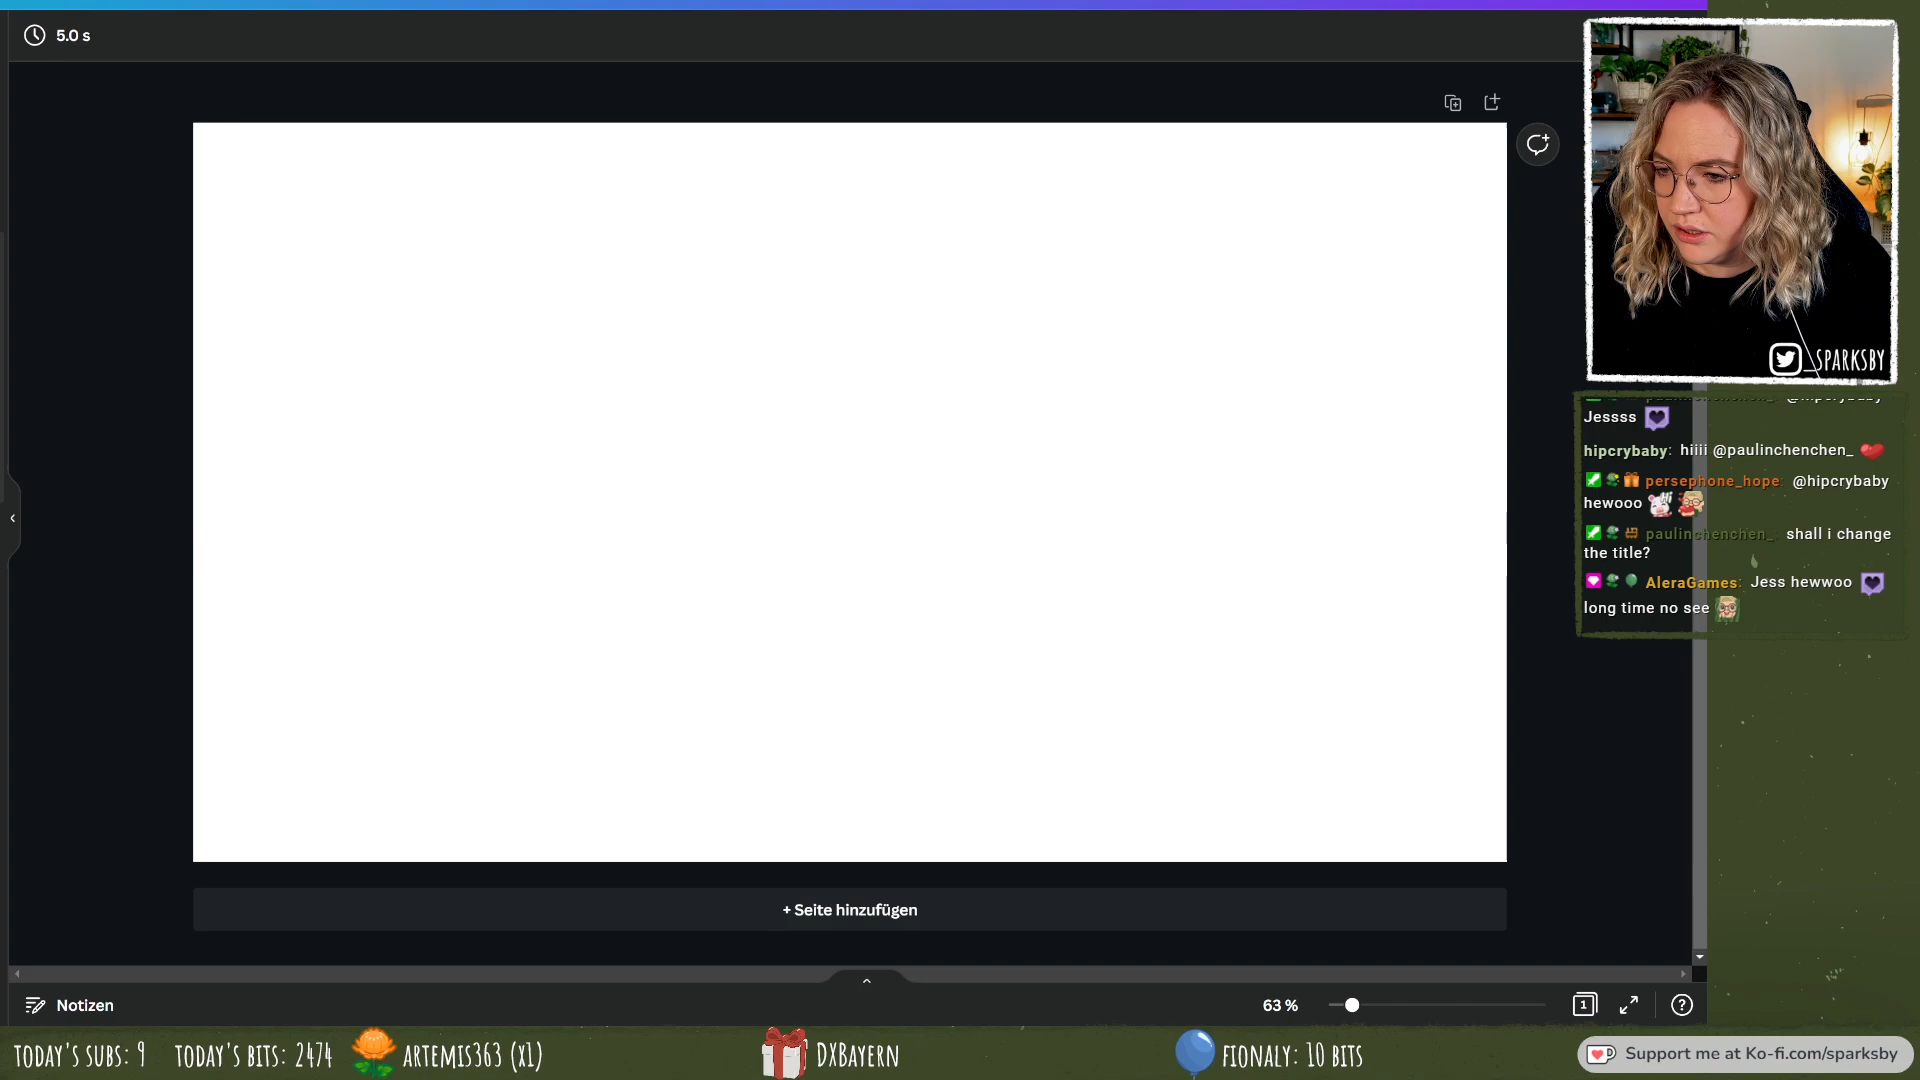 5.0 s
_SPARKSBY
Jessss
hipcrybaby: hiiii @paulinchenchen_
persephone_hope: @hipcrybaby
hewooo
paulinchenchen_: shall i change
the title?
AleraGames: Jess hewwoo
long time no see
+ Seite hinzufügen
Notizen
63 %
1
?
TODAY'S SUBS: 9
TODAY'S BITS: 2474
ARTEMIS363 (X1)
DXBAYERN
FIONALY: 10 BITS
Support me at Ko-fi.com/sparksby